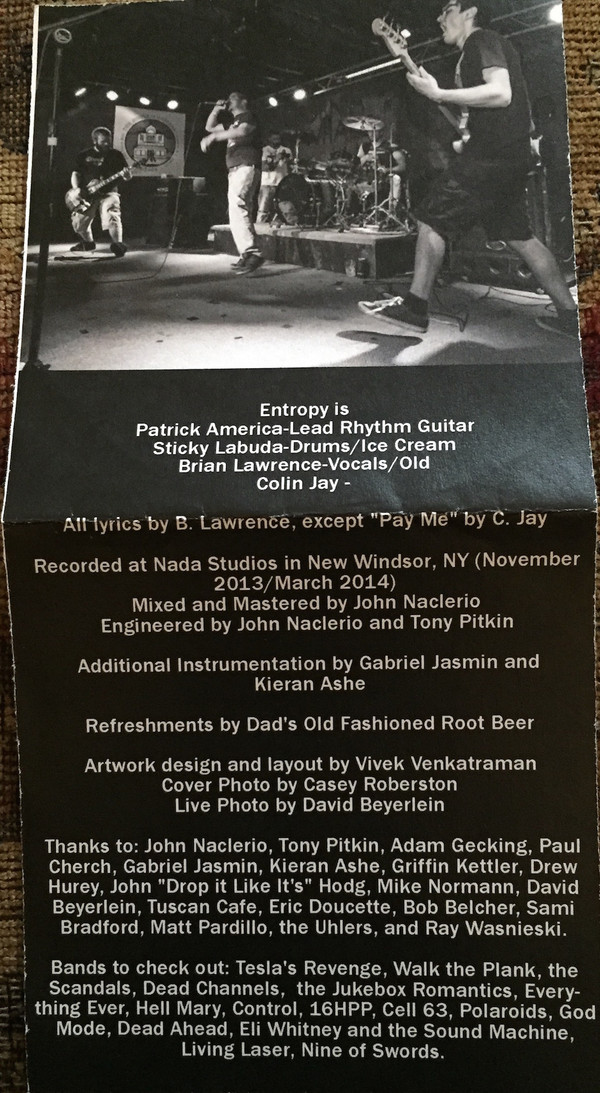 Entropy is
Patrick America-Lead Rhythm Guitar
Sticky Labuda-Drums/Ice Cream
Brian Lawrence-Vocals/Old
Colin Jay -
All lyrics by B. Lawrence, except "Pay Me" by C. Jay
Recorded at Nada Studios in New Windsor, NY (November
2013/March 2014)
Mixed and Mastered by John Naclerio
Engineered by John Naclerio and Tony Pitkin
Additional Instrumentation by Gabriel Jasmin and
Kieran Ashe
Refreshments by Dad's Old Fashioned Root Beer
Artwork design and layout by Vivek Venkatraman
Cover Photo by Casey Roberston
Live Photo by David Beyerlein
Thanks to: John Naclerio, Tony Pitkin, Adam Gecking, Paul
Cherch, Gabriel Jasmin, Kieran Ashe, Griffin Kettler, Drew
Hurey, John "Drop it Like It's" Hodg, Mike Normann, David
Beyerlein, Tuscan Cafe, Eric Doucette, Bob Belcher, Sami
Bradford, Matt Pardillo, the Uhlers, and Ray Wasnieski.
Bands to check out: Tesla's Revenge, Walk the Plank, the
Scandals, Dead Channels, the Jukebox Romantics, Every-
thing Ever, Hell Mary, Control, 16HPP, Cell 63, Polaroids, God
Mode, Dead Ahead, Eli Whitney and the Sound Machine,
Living Laser, Nine of Swords.